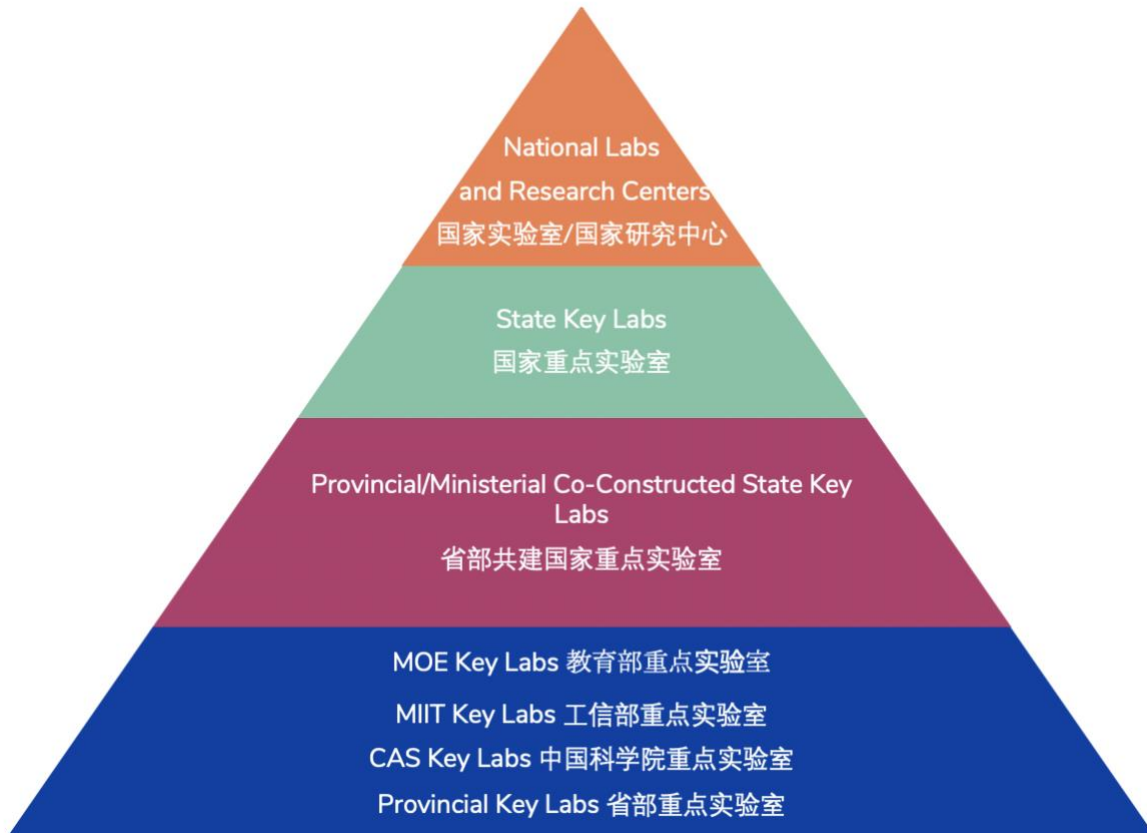 National Labs
and Research Centers
国家实验室/国家研究中心
State Key Labs
国家重点实验室
Provincial/Ministerial Co-Constructed State Key
Labs
省部共建国家重点实验室
MOE Key Labs 教育部重点实验室
MIIT Key Labs 工信部重点实验室
CAS Key Labs 中国科学院重点实验室
Provincial Key Labs 省部重点实验室